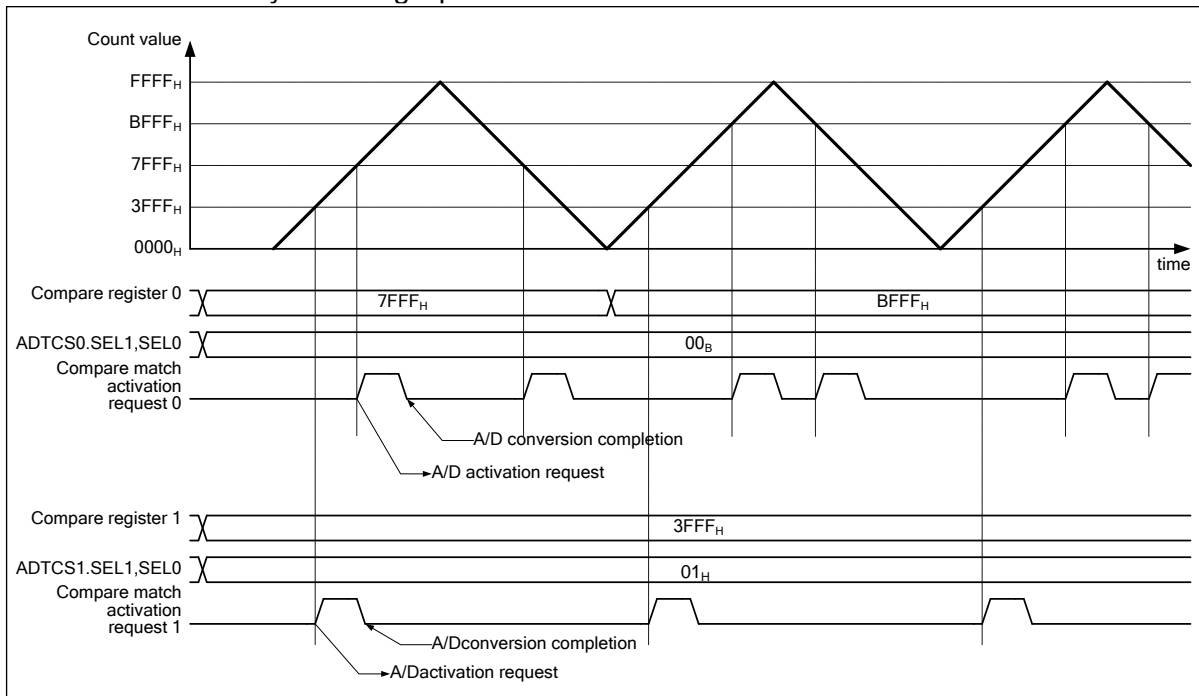 Count value
FFFFH
BFFFH
7FFFH
3FFFH
0000H
time
Compare register 0
7FFFH
BFFFH
ADTCS0.SEL1,SEL0
00B
Compare match
activation
request 0
A/D conversion completion
A/D activation request
Compare register 1
3FFFH
ADTCS1.SEL1,SEL0
01H
Compare match
activation
request 1
A/Dconversion completion
A/Dactivation request